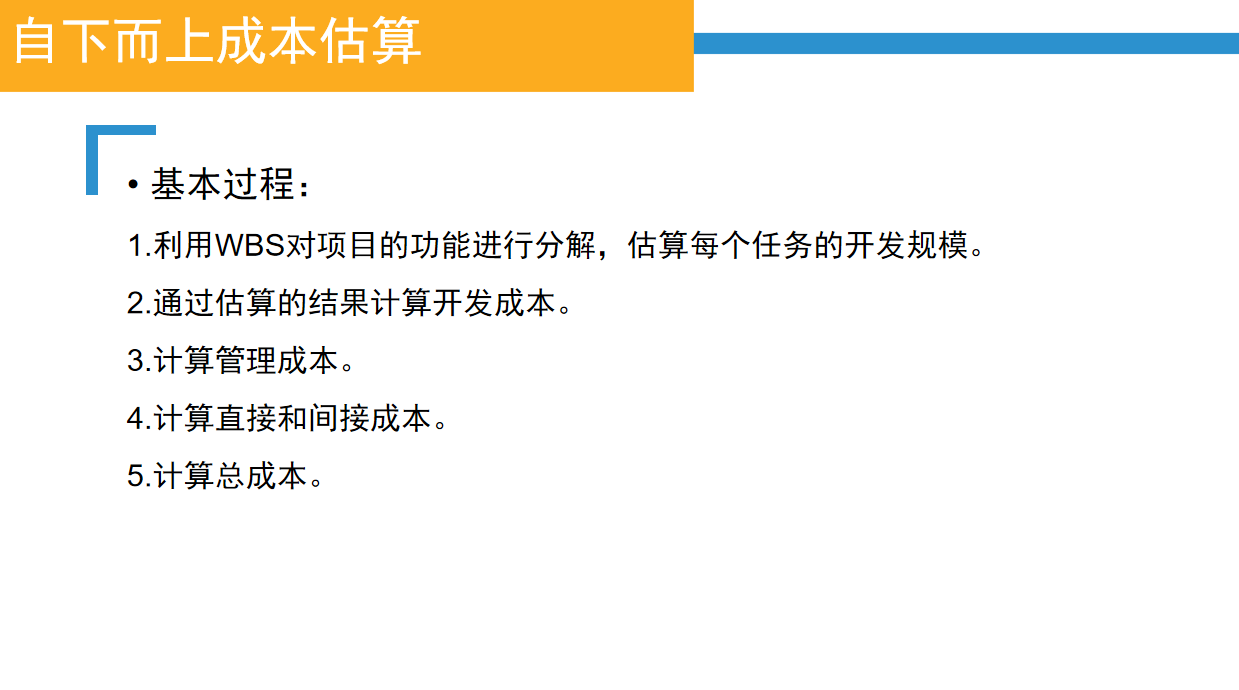 自下而上成本估算
• 基本过程：
1.利用WBS对项目的功能进行分解，估算每个任务的开发规模。
2.通过估算的结果计算开发成本。
3.计算管理成本。
4.计算直接和间接成本。
5.计算总成本。